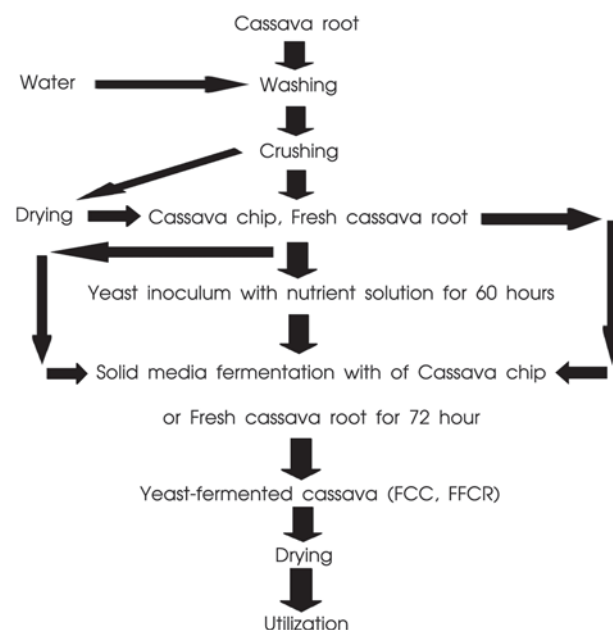 Cassava root
Water
Washing
Crushing
Drying
Cassava chip, Fresh cassava root
Yeast inoculum with nutrient solution for 60 hours
Solid media fermentation with of Cassava chip
or Fresh cassava root for 72 hour
Yeast-fermented cassava (FCC, FFCR)
Drying
Utilization